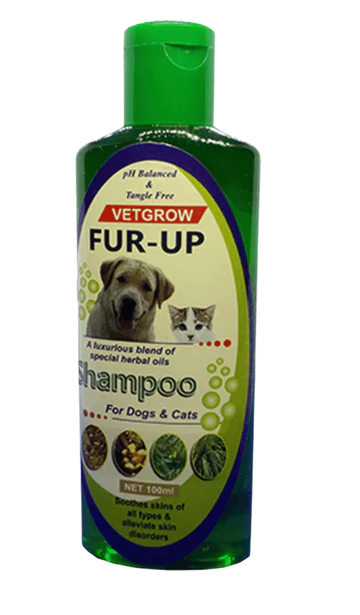 pH Balanced
&
Tangle Free
VETGROW
FUR-UP
A luxurious blend of
special herbal oils
Shampoo
For Dogs & Cats
NET 100ml
Soothes skins of
all types &
alleviate skin
disorders